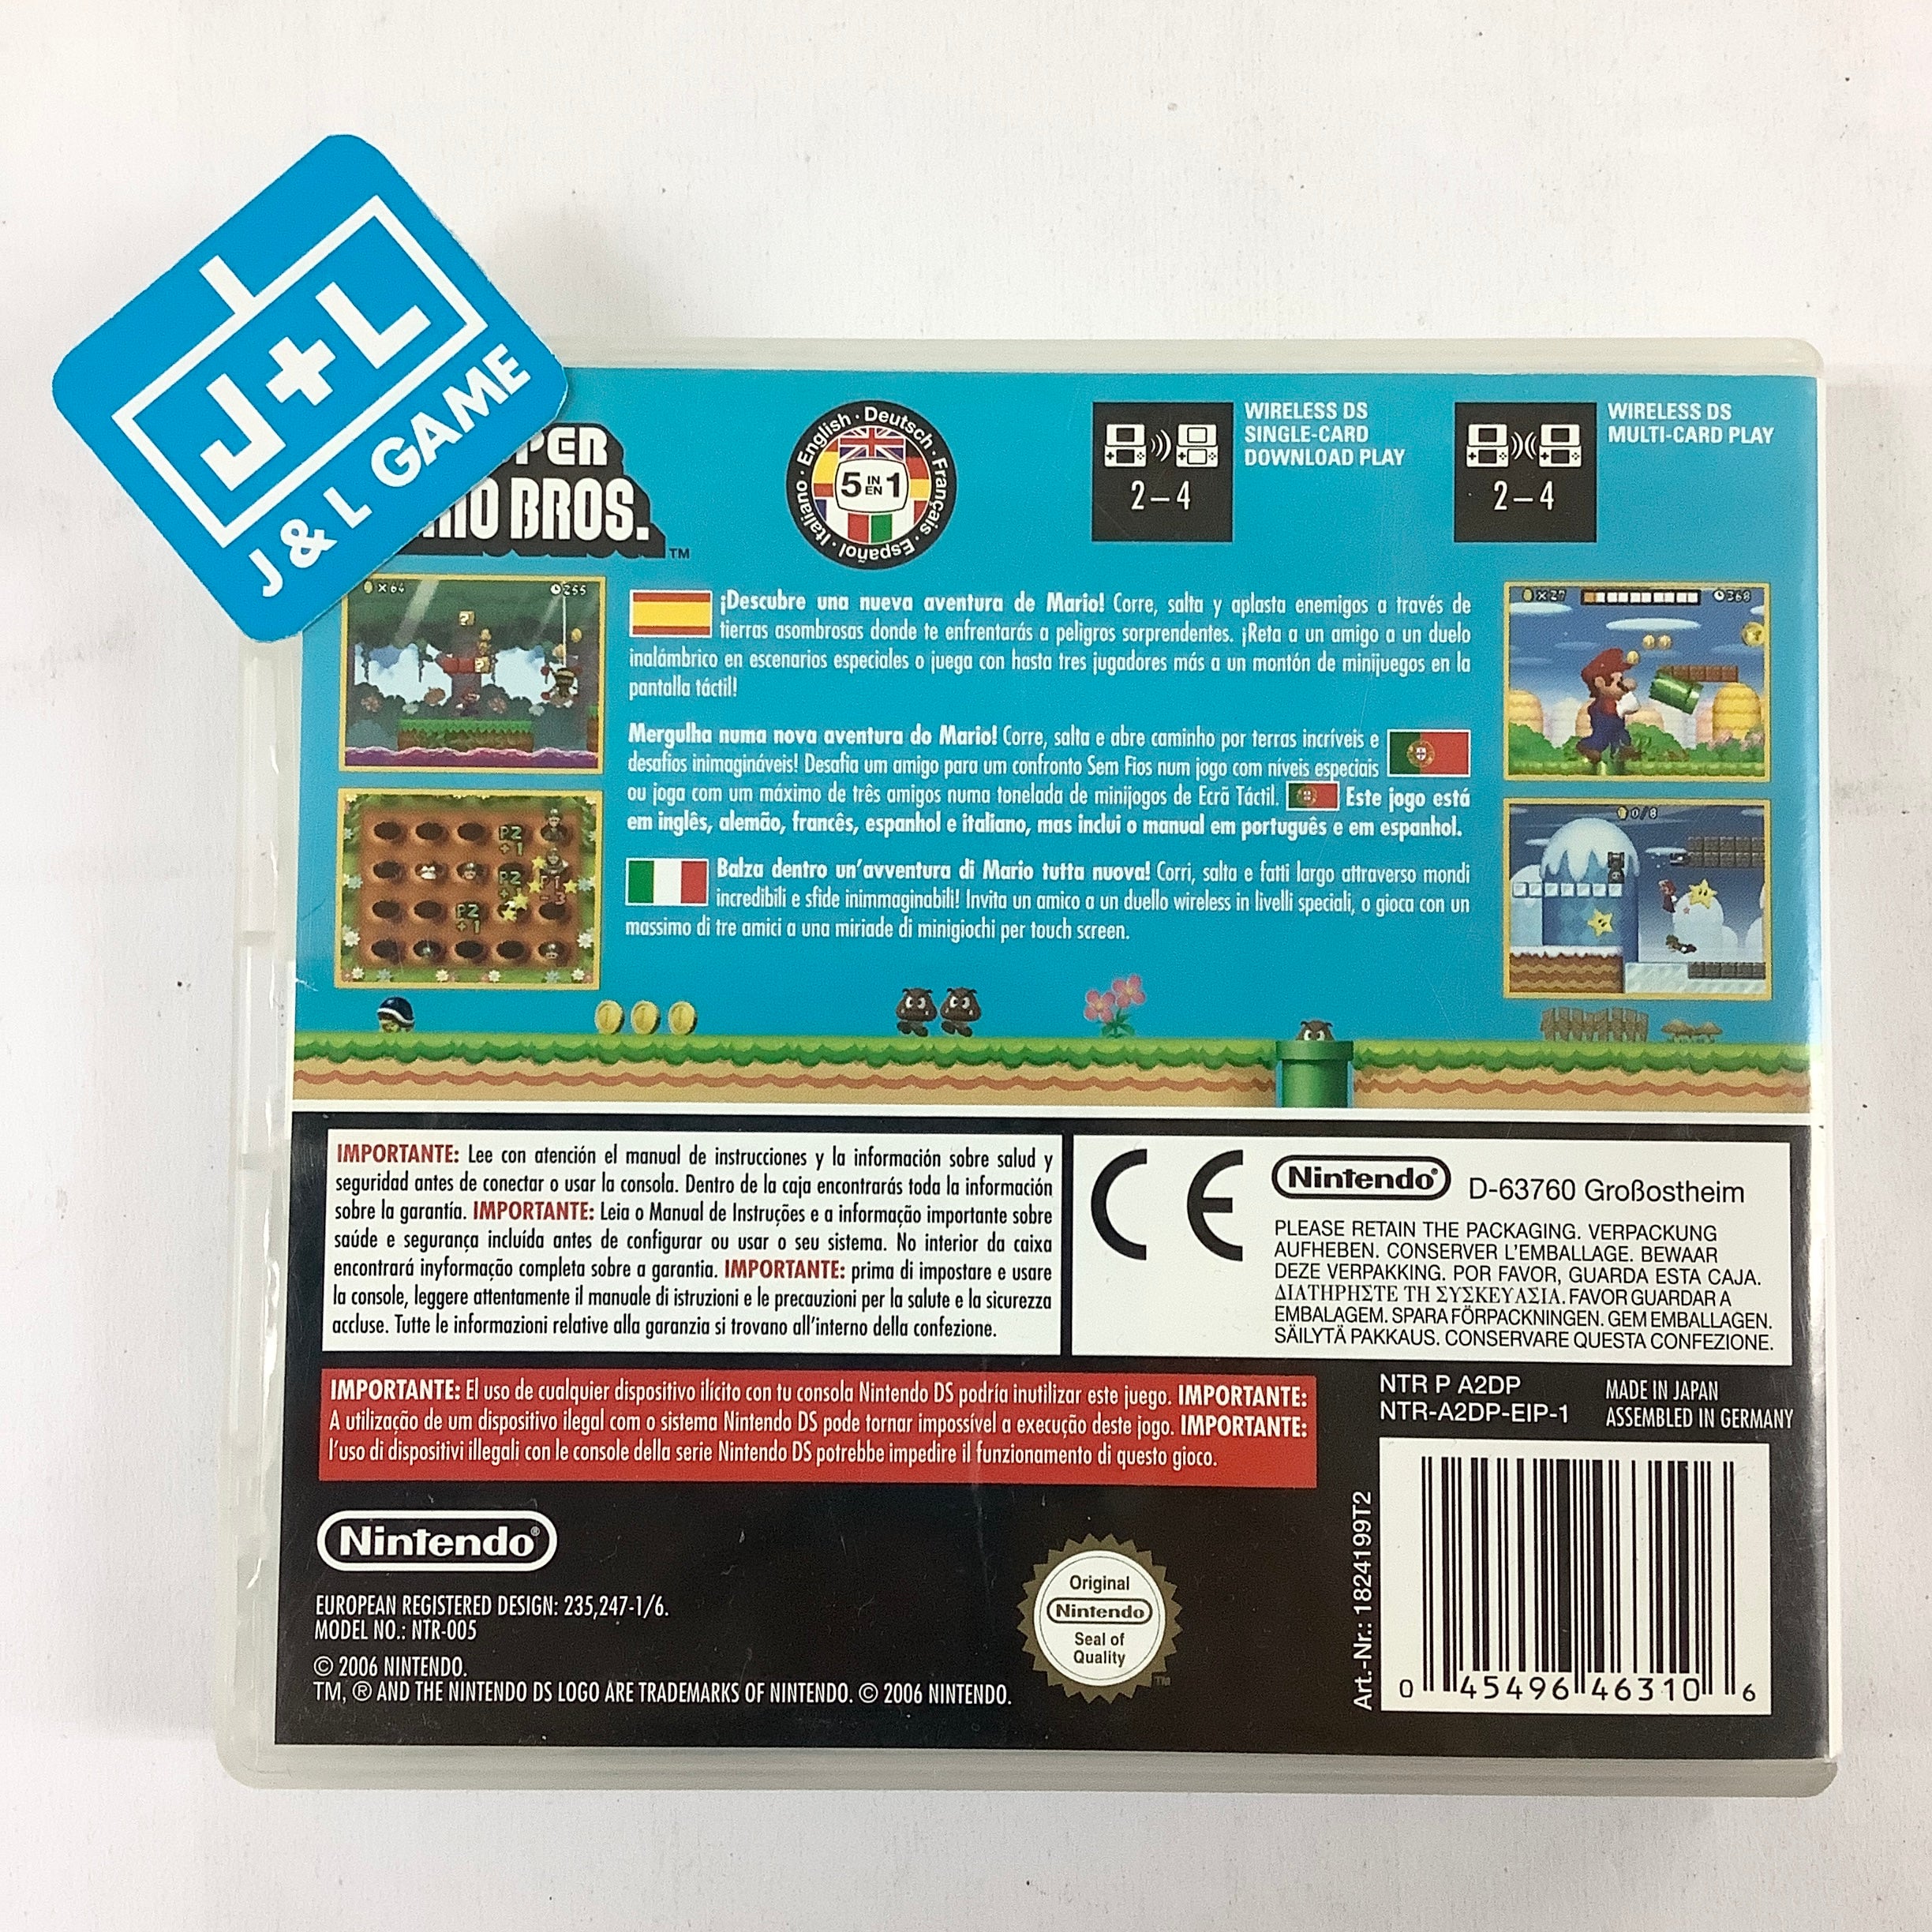 J+L
J & L GAME
BROS.
TM
English · Deutsch · Français · Español · Italiano ·
5 IN EN 1
WIRELESS DS
SINGLE-CARD
DOWNLOAD PLAY
2–4
WIRELESS DS
MULTI-CARD PLAY
2–4
¡Descubre una nueva aventura de Mario! Corre, salta y aplasta enemigos a través de
tierras asombrosas donde te enfrentarás a peligros sorprendentes. ¡Reta a un amigo a un duelo
inalámbrico en escenarios especiales o juega con hasta tres jugadores más a un montón de minijuegos en la
pantalla táctil!
Mergulha numa nova aventura do Mario! Corre, salta e abre caminho por terras incríveis e
desafios inimagináveis! Desafia um amigo para um confronto Sem Fios num jogo com níveis especiais
ou joga com um máximo de três amigos numa tonelada de minijogos de Ecrã Táctil. Este jogo está
em inglês, alemão, francês, espanhol e italiano, mas inclui o manual em português e em espanhol.
Balza dentro un'avventura di Mario tutta nuova! Corri, salta e fatti largo attraverso mondi
incredibili e sfide inimmaginabili! Invita un amico a un duello wireless in livelli speciali, o gioca con un
massimo di tre amici a una miriade di minigiochi per touch screen.
×64
255
P2
+1
P2
P2
+1
×27
368
0/8
IMPORTANTE: Lee con atención el manual de instrucciones y la información sobre salud y
seguridad antes de conectar o usar la consola. Dentro de la caja encontrarás toda la información
sobre la garantía. IMPORTANTE: Leia o Manual de Instruções e a informação importante sobre
saúde e segurança incluída antes de configurar ou usar o seu sistema. No interior da caixa
encontrará inyformação completa sobre a garantia. IMPORTANTE: prima di impostare e usare
la console, leggere attentamente il manuale di istruzioni e le precauzioni per la salute e la sicurezza
accluse. Tutte le informazioni relative alla garanzia si trovano all'interno della confezione.
CE
Nintendo®
D-63760 Großostheim
PLEASE RETAIN THE PACKAGING. VERPACKUNG
AUFHEBEN. CONSERVER L'EMBALLAGE. BEWAAR
DEZE VERPAKKING. POR FAVOR, GUARDA ESTA CAJA.
ΔΙΑΤΗΡΗΣΤΕ ΤΗ ΣΥΣΚΕΥΑΣΙΑ. FAVOR GUARDAR A
EMBALAGEM. SPARA FÖRPACKNINGEN. GEM EMBALLAGEN.
SÄILYTÄ PAKKAUS. CONSERVARE QUESTA CONFEZIONE.
IMPORTANTE: El uso de cualquier dispositivo ilícito con tu consola Nintendo DS podría inutilizar este juego. IMPORTANTE:
A utilização de um dispositivo ilegal com o sistema Nintendo DS pode tornar impossível a execução deste jogo. IMPORTANTE:
l'uso di dispositivi illegali con le console della serie Nintendo DS potrebbe impedire il funzionamento di questo gioco.
NTR P A2DP
NTR-A2DP-EIP-1
MADE IN JAPAN
ASSEMBLED IN GERMANY
Nintendo®
EUROPEAN REGISTERED DESIGN: 235,247-1/6.
MODEL NO.: NTR-005
© 2006 NINTENDO.
TM, ® AND THE NINTENDO DS LOGO ARE TRADEMARKS OF NINTENDO. © 2006 NINTENDO.
Original
Nintendo
Seal of
Quality
TM
Art.-Nr.: 1824199T2
0 45496 46310 6